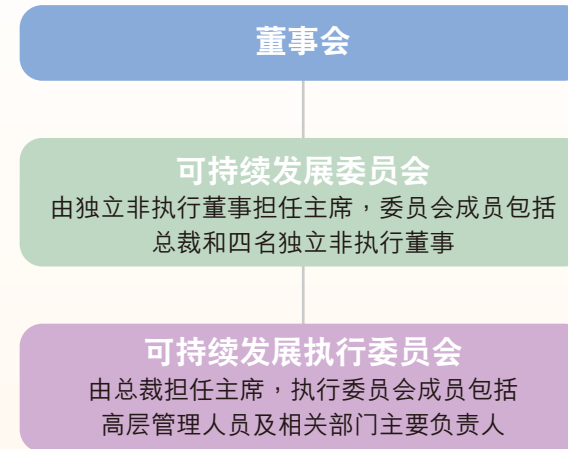 董事会
可持续发展委员会
由独立非执行董事担任主席，委员会成员包括
总裁和四名独立非执行董事
可持续发展执行委员会
由总裁担任主席，执行委员会成员包括
高层管理人员及相关部门主要负责人